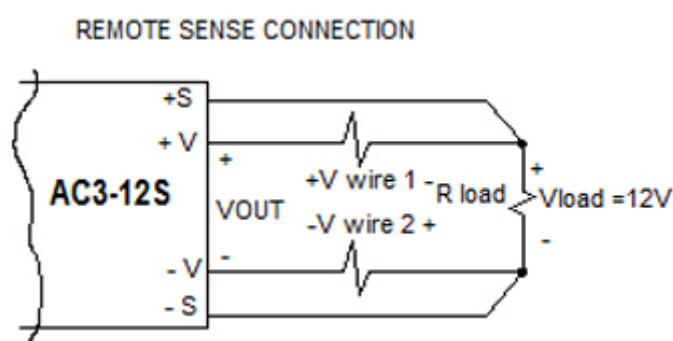 REMOTE SENSE CONNECTION
+S
+ V
+
+V wire 1 -
+
AC3-12S
VOUT
R load
Vload =12V
-V wire 2 +
-
-
- V
- S